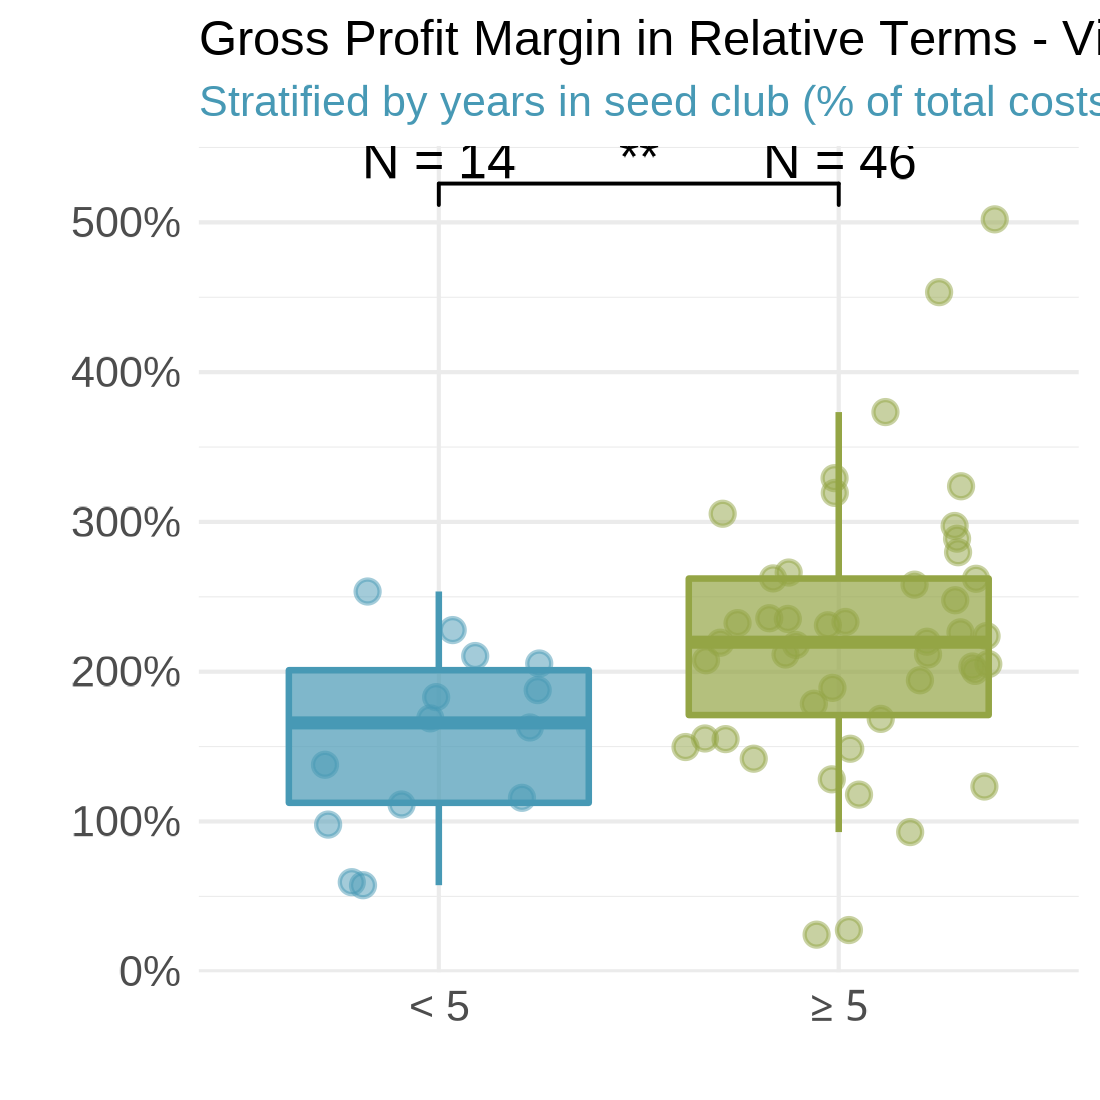 Gross Profit Margin in Relative Terms -
Stratified by years in seed club (% of total costs
N = 14 ** N = 46
500%
400%
300%
200%
100%
0%
< 5 ≥ 5